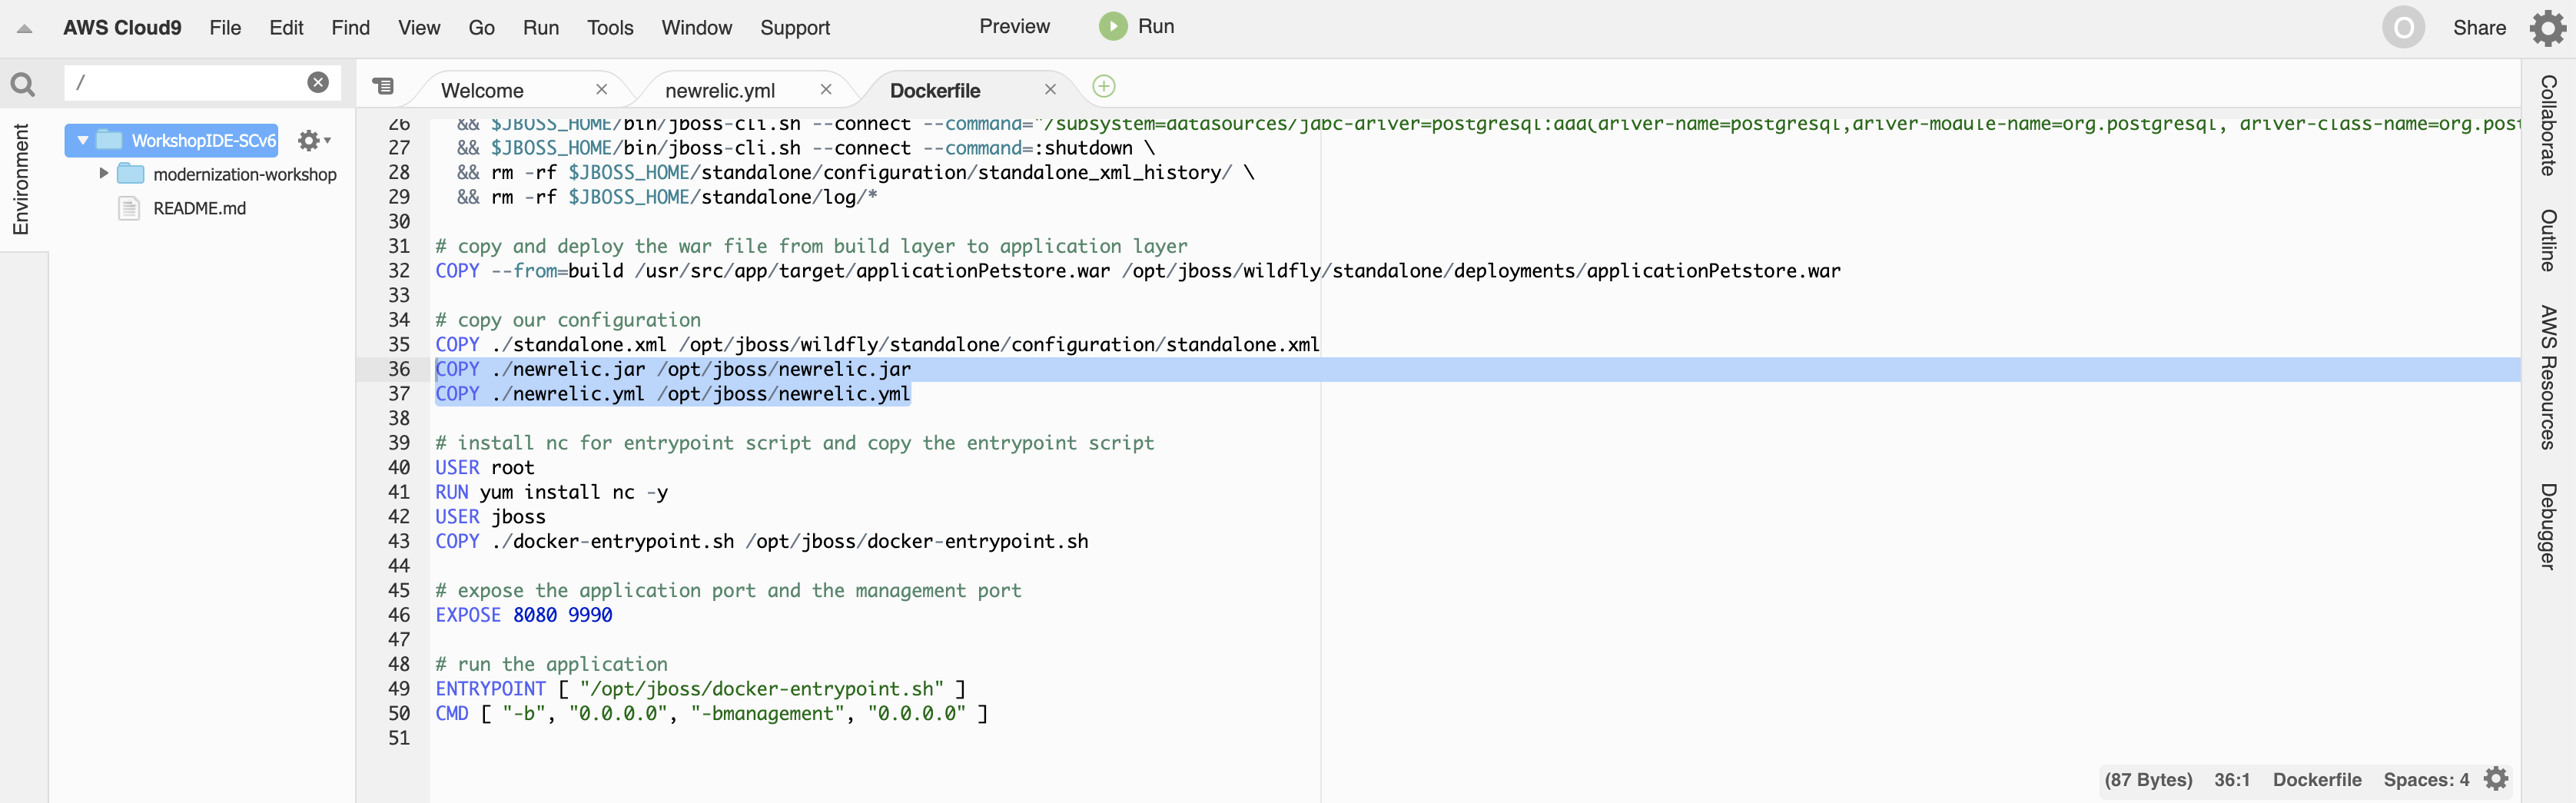 AWS Cloud9 File Edit Find View Go Run Tools Window Support Preview Run O Share
/
Welcome newrelic.yml Dockerfile
Environment
WorkshopIDE-SCv6
modernization-workshop
README.md
26 && $JBOSS_HOME/bin/jboss-cli.sh --connect --command="/subsystem=datasources/jdbc-driver=postgresql:add(driver-name=postgresql,driver-module-name=org.postgresql, driver-class-name=org.post
27 && $JBOSS_HOME/bin/jboss-cli.sh --connect --command=:shutdown \
28 && rm -rf $JBOSS_HOME/standalone/configuration/standalone_xml_history/ \
29 && rm -rf $JBOSS_HOME/standalone/log/*
30
31 # copy and deploy the war file from build layer to application layer
32 COPY --from=build /usr/src/app/target/applicationPetstore.war /opt/jboss/wildfly/standalone/deployments/applicationPetstore.war
33
34 # copy our configuration
35 COPY ./standalone.xml /opt/jboss/wildfly/standalone/configuration/standalone.xml
36 COPY ./newrelic.jar /opt/jboss/newrelic.jar
37 COPY ./newrelic.yml /opt/jboss/newrelic.yml
38
39 # install nc for entrypoint script and copy the entrypoint script
40 USER root
41 RUN yum install nc -y
42 USER jboss
43 COPY ./docker-entrypoint.sh /opt/jboss/docker-entrypoint.sh
44
45 # expose the application port and the management port
46 EXPOSE 8080 9990
47
48 # run the application
49 ENTRYPOINT [ "/opt/jboss/docker-entrypoint.sh" ]
50 CMD [ "-b", "0.0.0.0", "-bmanagement", "0.0.0.0" ]
51
Collaborate
Outline
AWS Resources
Debugger
(87 Bytes) 36:1 Dockerfile Spaces: 4